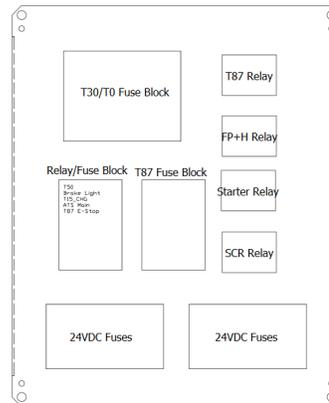 T30/T0 Fuse Block
T87 Relay
FP+H Relay
Relay/Fuse Block
T87 Fuse Block
T50
Brake Light
T15_CHG
ATS Main
T87 E-Stop
Starter Relay
SCR Relay
24VDC Fuses
24VDC Fuses